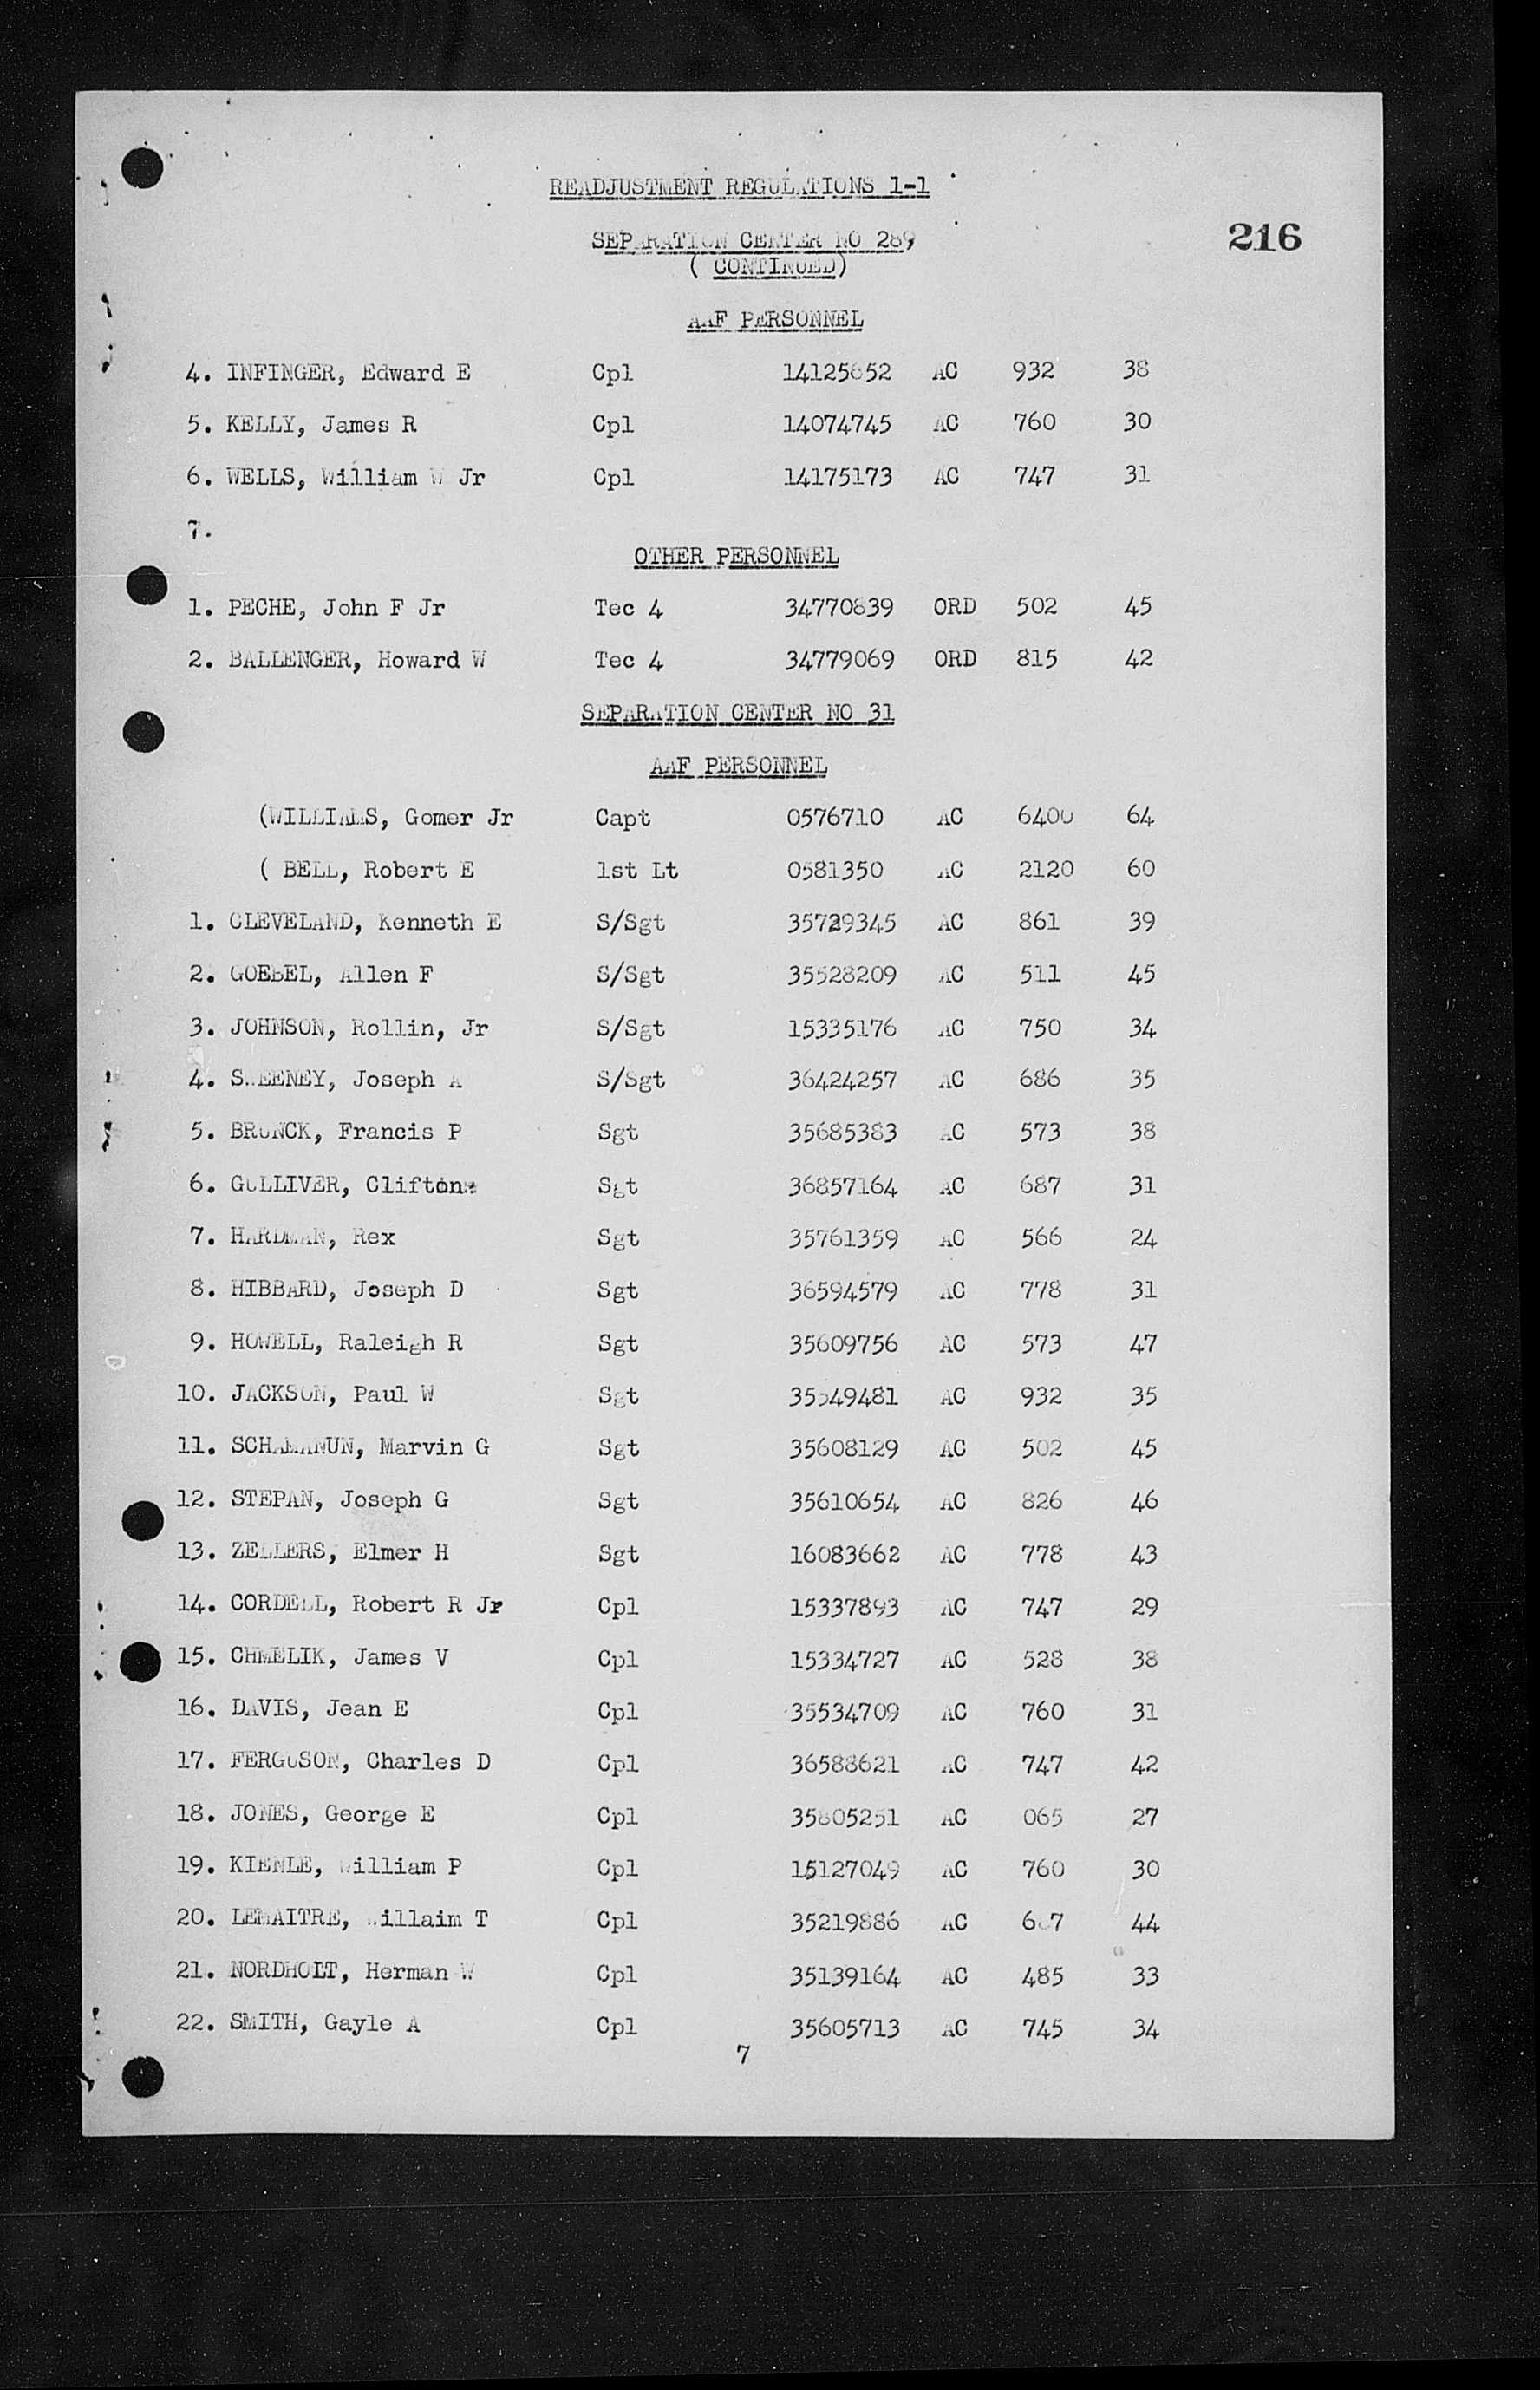 READJUSTMENT REGULATIONS 1-1
216
SEPARATION CENTER NO 289
( CONTINUED)
AAF PERSONNEL
4. INFINGER, Edward E Cpl 14125652 AC 932 38
5. KELLY, James R Cpl 14074745 AC 760 30
6. WELLS, William W Jr Cpl 14175173 AC 747 31
7.
OTHER PERSONNEL
1. PECHE, John F Jr Tec 4 34770839 ORD 502 45
2. BALLENGER, Howard W Tec 4 34779069 ORD 815 42
SEPARATION CENTER NO 31
AAF PERSONNEL
(WILLIAMS, Gomer Jr Capt 0576710 AC 6400 64
( BELL, Robert E 1st Lt 0581350 AC 2120 60
1. CLEVELAND, Kenneth E S/Sgt 35729345 AC 861 39
2. GOEBEL, Allen F S/Sgt 35528209 AC 511 45
3. JOHNSON, Rollin, Jr S/Sgt 15335176 AC 750 34
4. SWEENEY, Joseph A S/Sgt 36424257 AC 686 35
5. BRUNCK, Francis P Sgt 35685383 AC 573 38
6. GULLIVER, Clifton Sgt 36857164 AC 687 31
7. HARDMAN, Rex Sgt 35761359 AC 566 24
8. HIBBARD, Joseph D Sgt 36594579 AC 778 31
9. HOWELL, Raleigh R Sgt 35609756 AC 573 47
10. JACKSON, Paul W Sgt 35549481 AC 932 35
11. SCHAMANUN, Marvin G Sgt 35608129 AC 502 45
12. STEPAN, Joseph G Sgt 35610654 AC 826 46
13. ZELLERS, Elmer H Sgt 16083662 AC 778 43
14. CORDELL, Robert R Jr Cpl 15337893 AC 747 29
15. CHMELIK, James V Cpl 15334727 AC 528 38
16. DAVIS, Jean E Cpl 35534709 AC 760 31
17. FERGUSON, Charles D Cpl 36588621 AC 747 42
18. JONES, George E Cpl 35805251 AC 065 27
19. KIENLE, William P Cpl 15127049 AC 760 30
20. LEMAITRE, Willaim T Cpl 35219886 AC 44
21. NORDHOLT, Herman W Cpl 35139164 AC 485 33
22. SMITH, Gayle A Cpl 35605713 AC 745 34
7